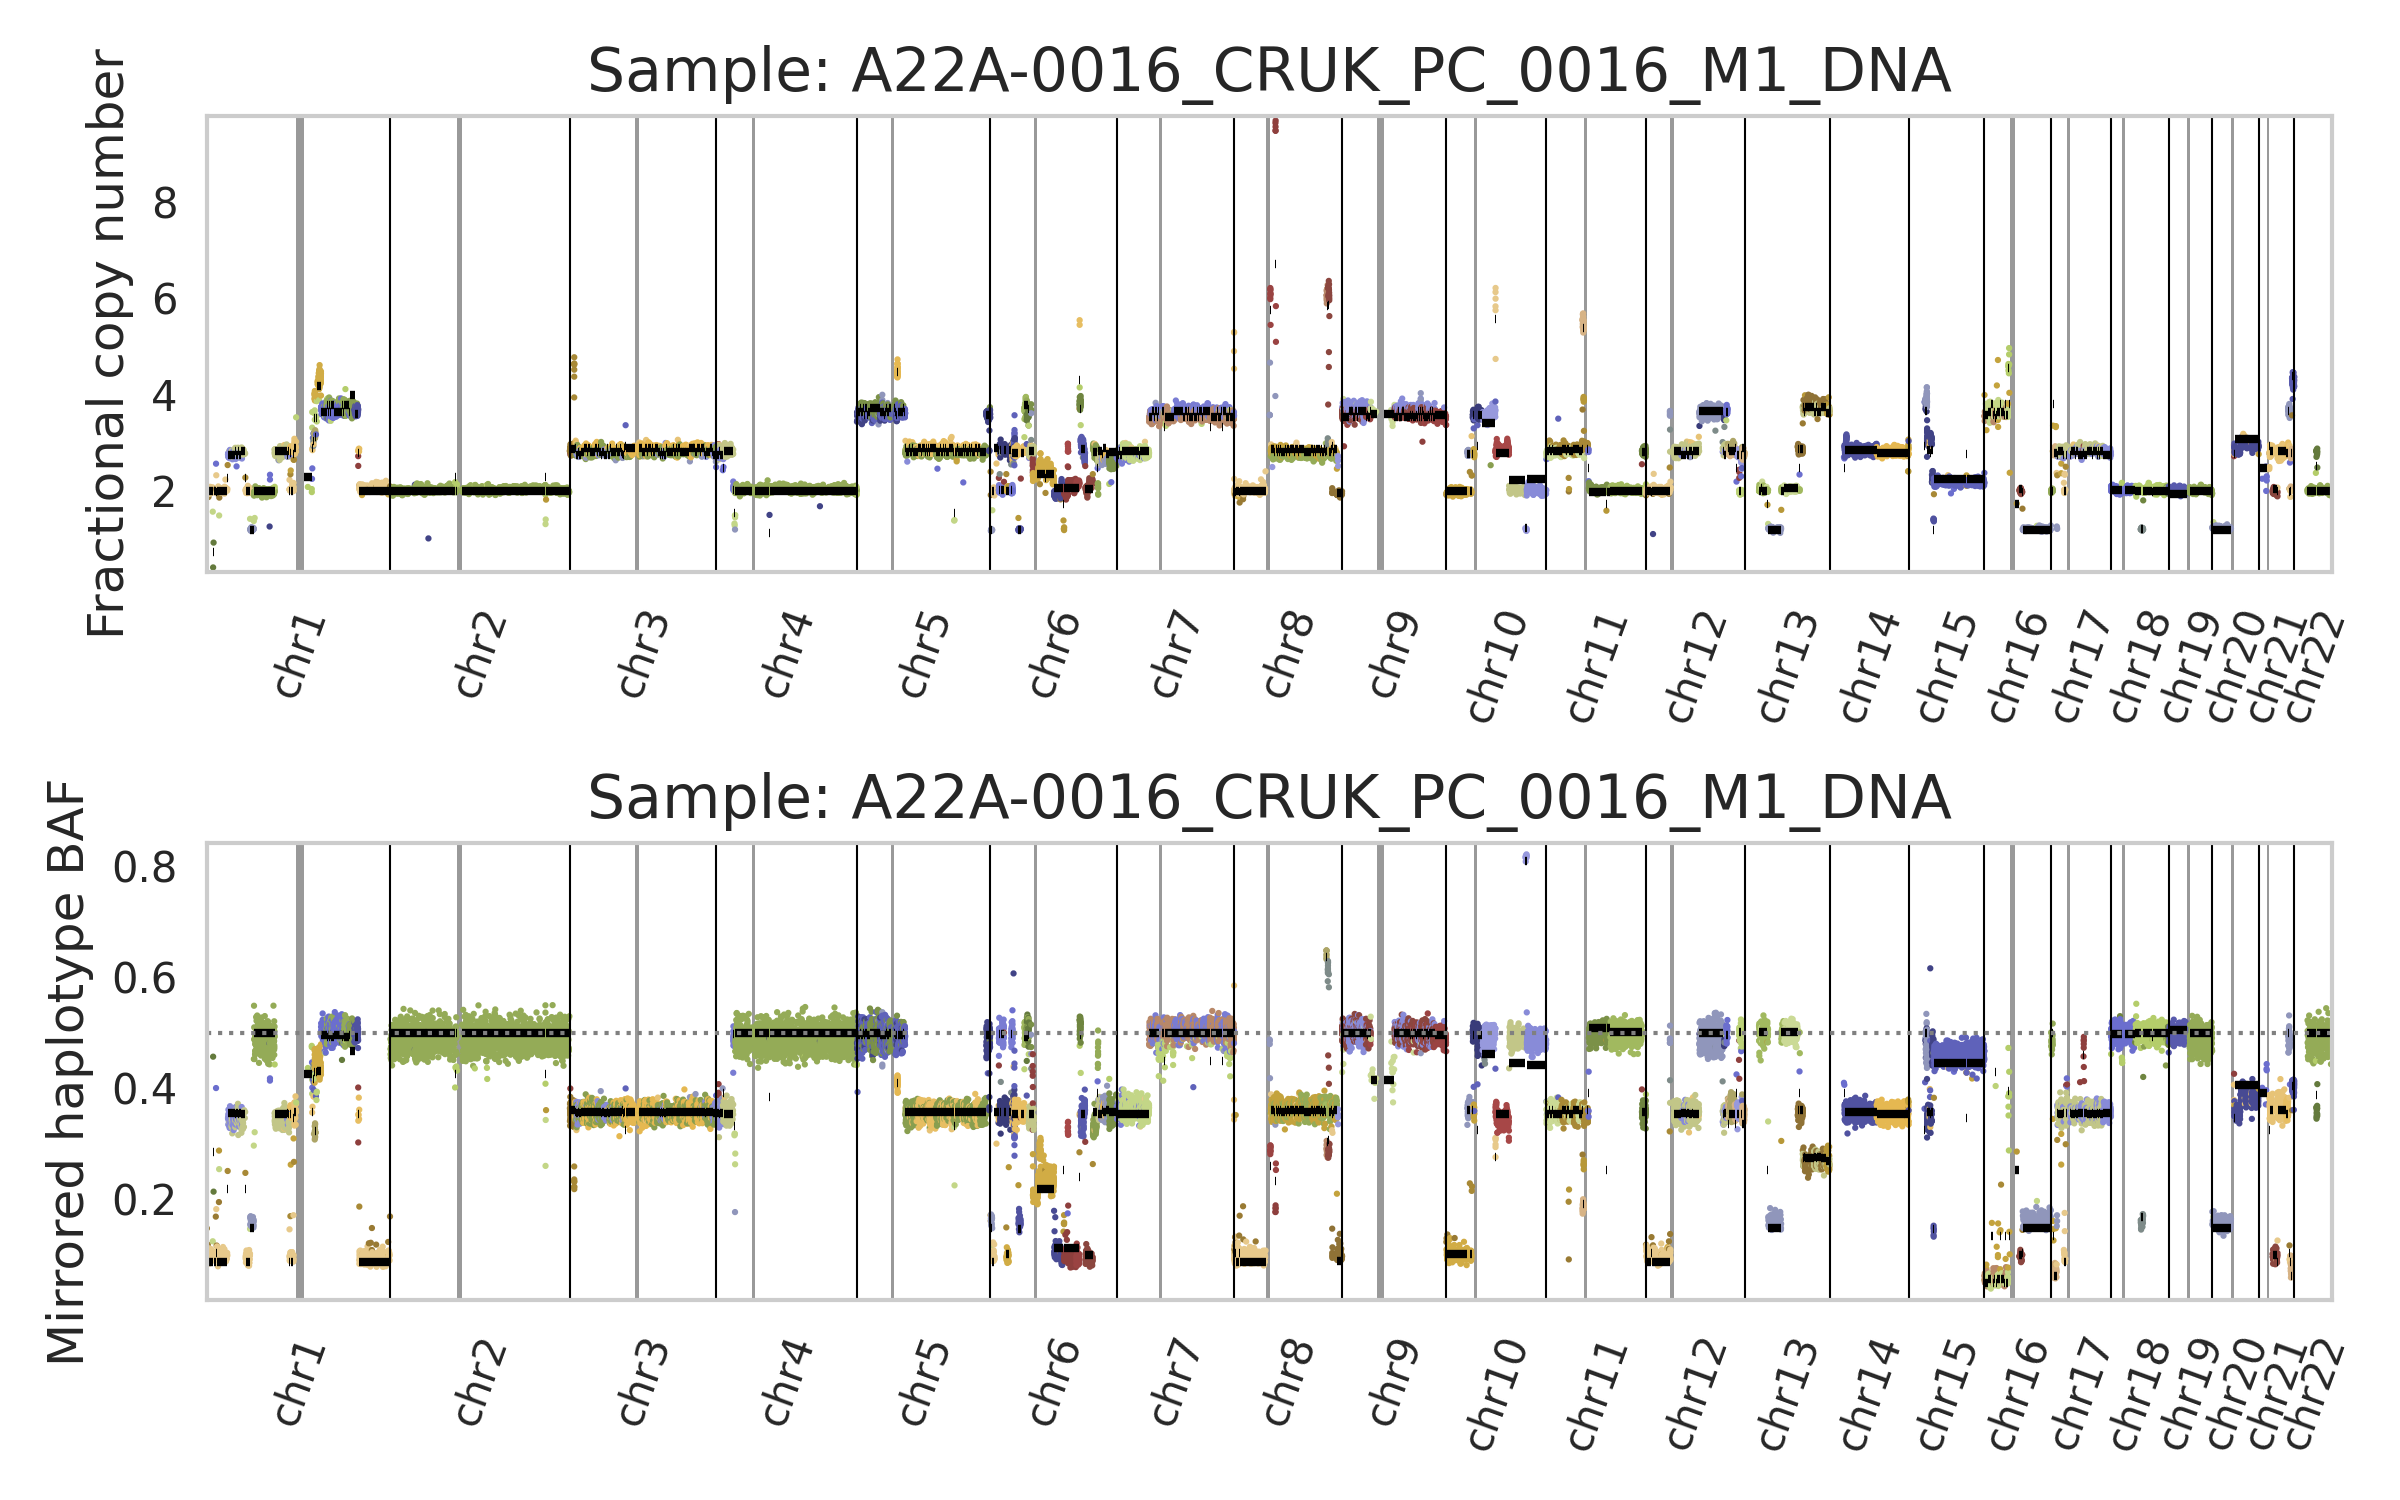 Sample: A22A-0016_CRUK_PC_0016_M1_DNA
Fractional copy number
8
6
4
2
chr1 chr2 chr3 chr4 chr5 chr6 chr7 chr8 chr9 chr10 chr11 chr12 chr13 chr14 chr15 chr16 chr17 chr18 chr19 chr20 chr21 chr22
Sample: A22A-0016_CRUK_PC_0016_M1_DNA
Mirrored haplotype BAF
0.8
0.6
0.4
0.2
chr1 chr2 chr3 chr4 chr5 chr6 chr7 chr8 chr9 chr10 chr11 chr12 chr13 chr14 chr15 chr16 chr17 chr18 chr19 chr20 chr21 chr22